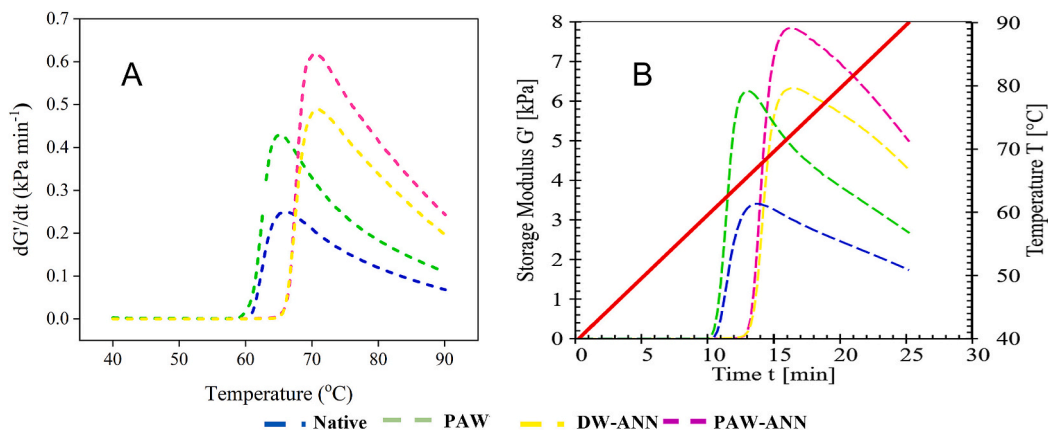 A
dG'/dt (kPa min⁻¹)
0.7
0.6
0.5
0.4
0.3
0.2
0.1
0.0
40 50 60 70 80 90
Temperature (°C)
B
Storage Modulus G' [kPa]
8
7
6
5
4
3
2
1
0
0 5 10 15 20 25 30
Time t [min]
90
80
70
60
50
40
Temperature T [°C]
Native PAW DW-ANN PAW-ANN